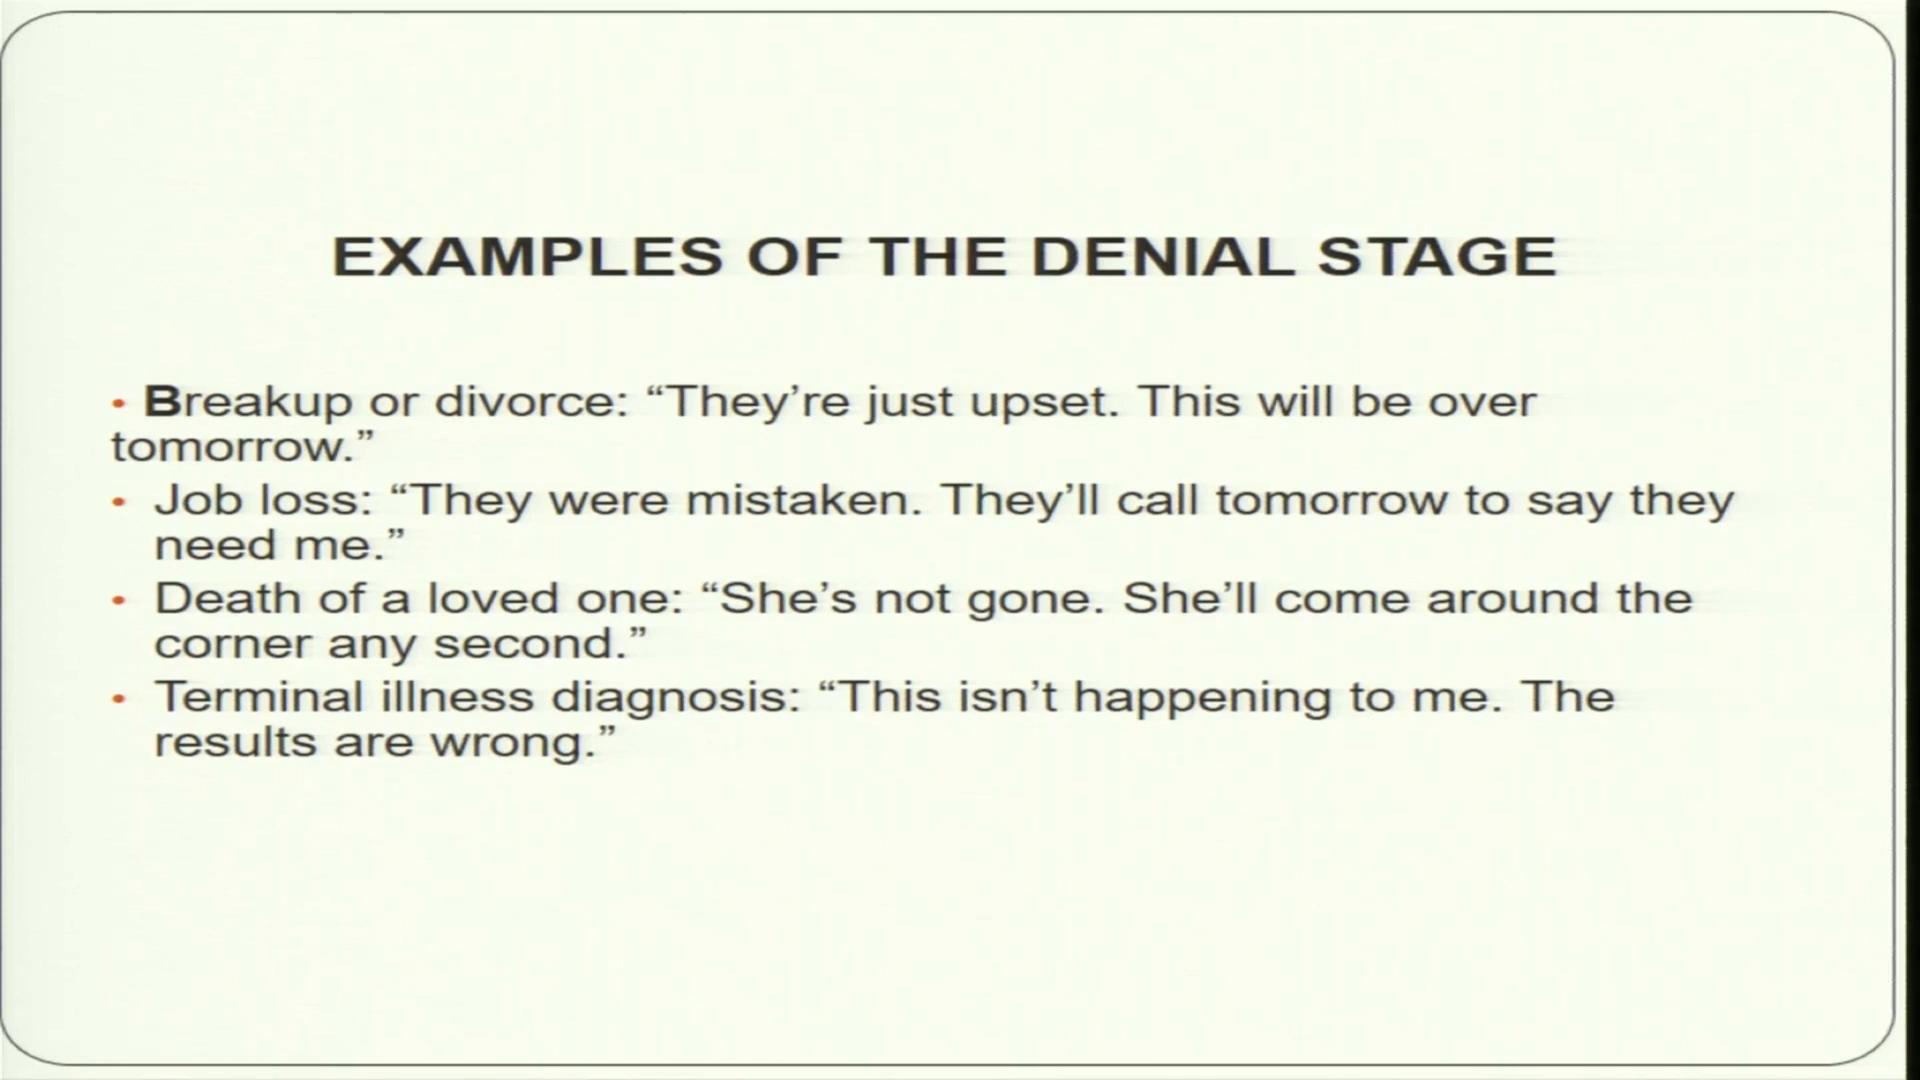 EXAMPLES OF THE DENIAL STAGE
• Breakup or divorce: “They’re just upset. This will be over
tomorrow.”
• Job loss: “They were mistaken. They’ll call tomorrow to say they
need me.”
• Death of a loved one: “She’s not gone. She’ll come around the
corner any second.”
• Terminal illness diagnosis: “This isn’t happening to me. The
results are wrong.”